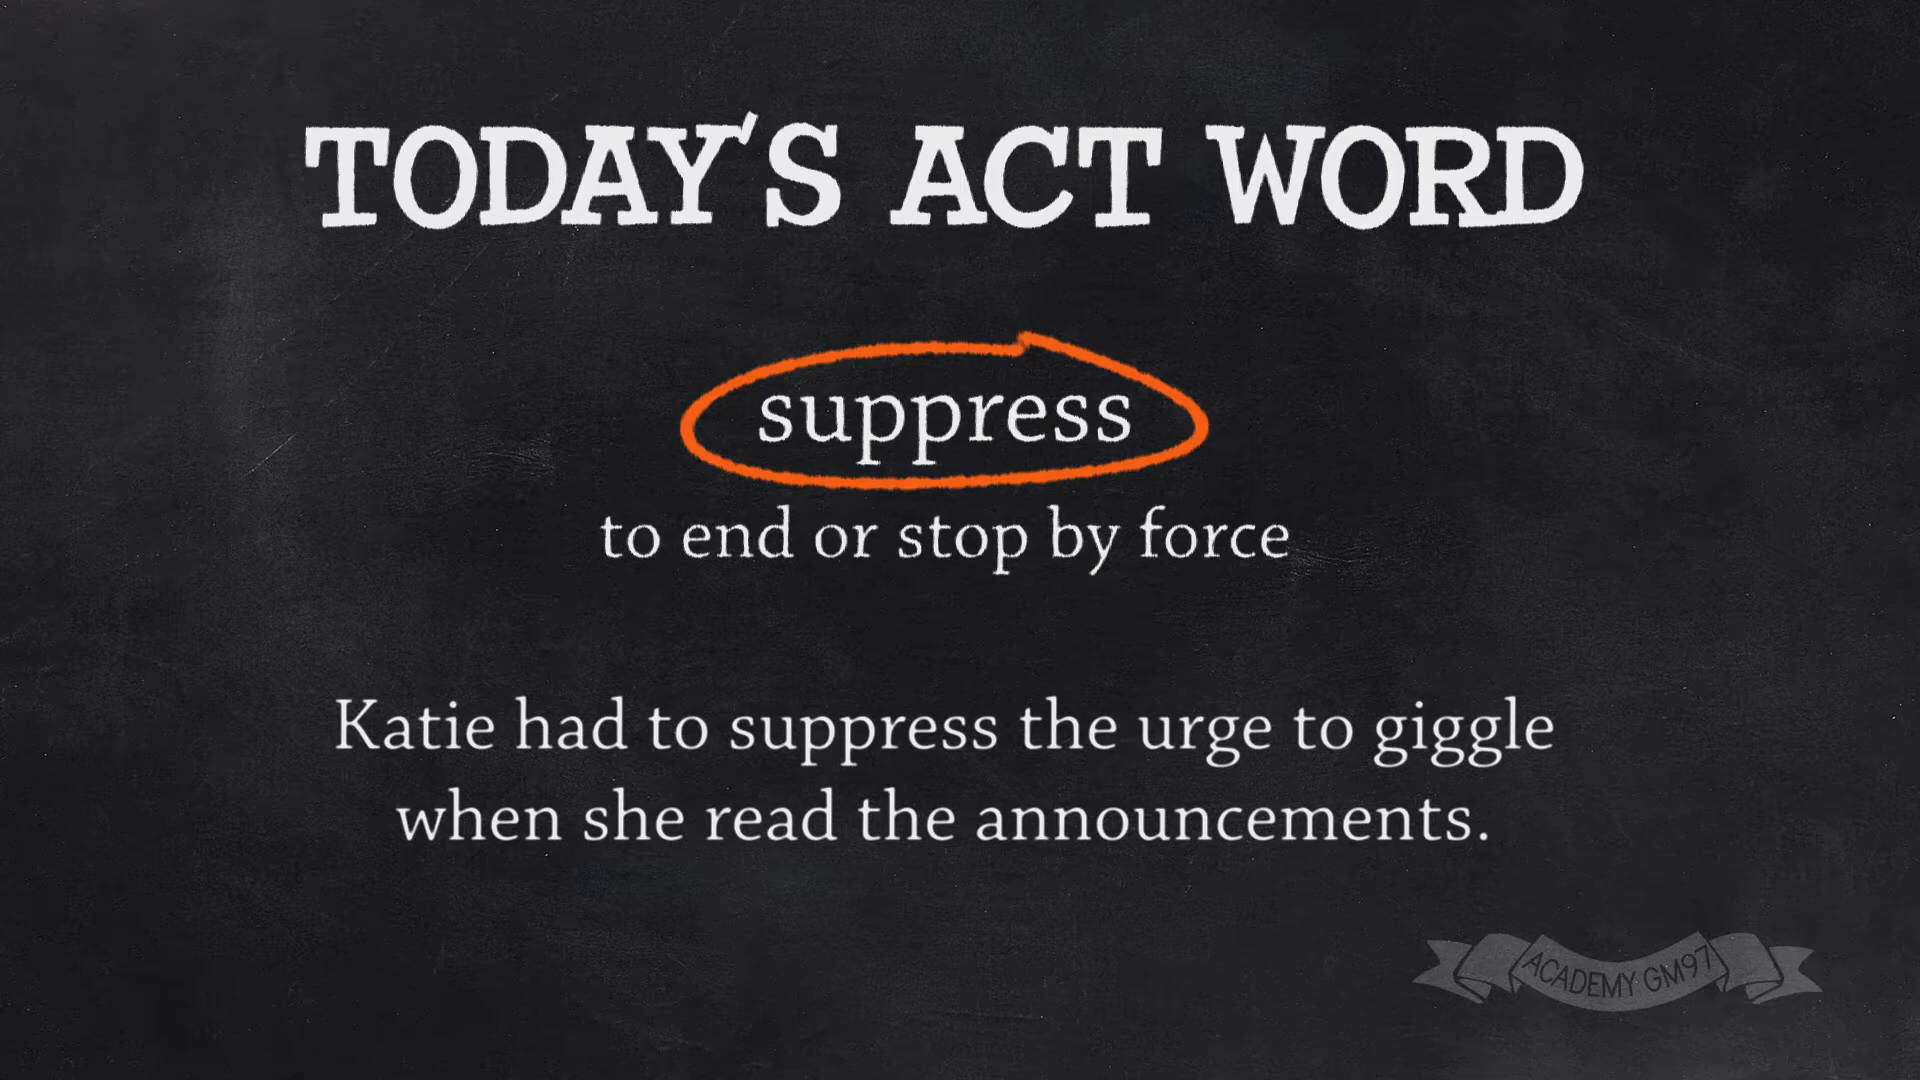 TODAY'S ACT WORD
suppress
to end or stop by force
Katie had to suppress the urge to giggle
when she read the announcements.
ACADEMY GM97